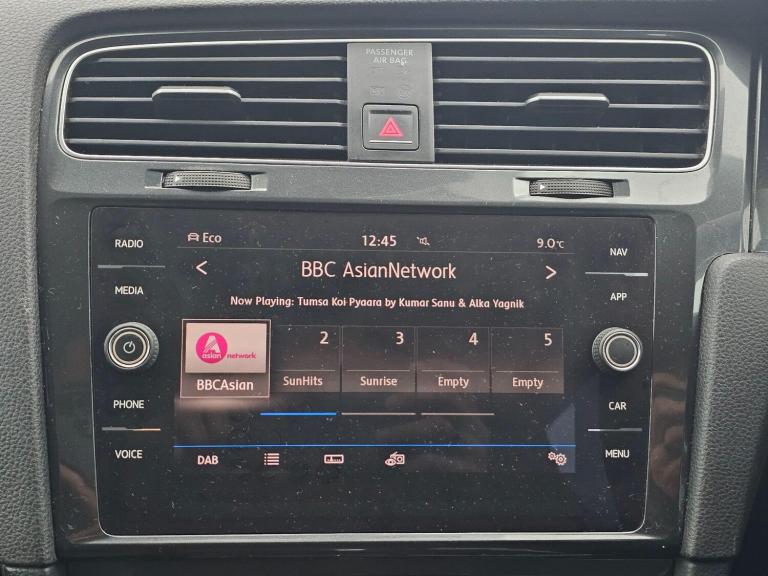 PASSENGER
AIR BAG
RADIO
MEDIA
PHONE
VOICE
NAV
APP
CAR
MENU
Eco 12:45 9.0°C
< BBC AsianNetwork >
Now Playing: Tumsa Koi Pyaara by Kumar Sanu & Alka Yagnik
A
asian network
BBCAsian
2
SunHits
3
Sunrise
4
Empty
5
Empty
DAB